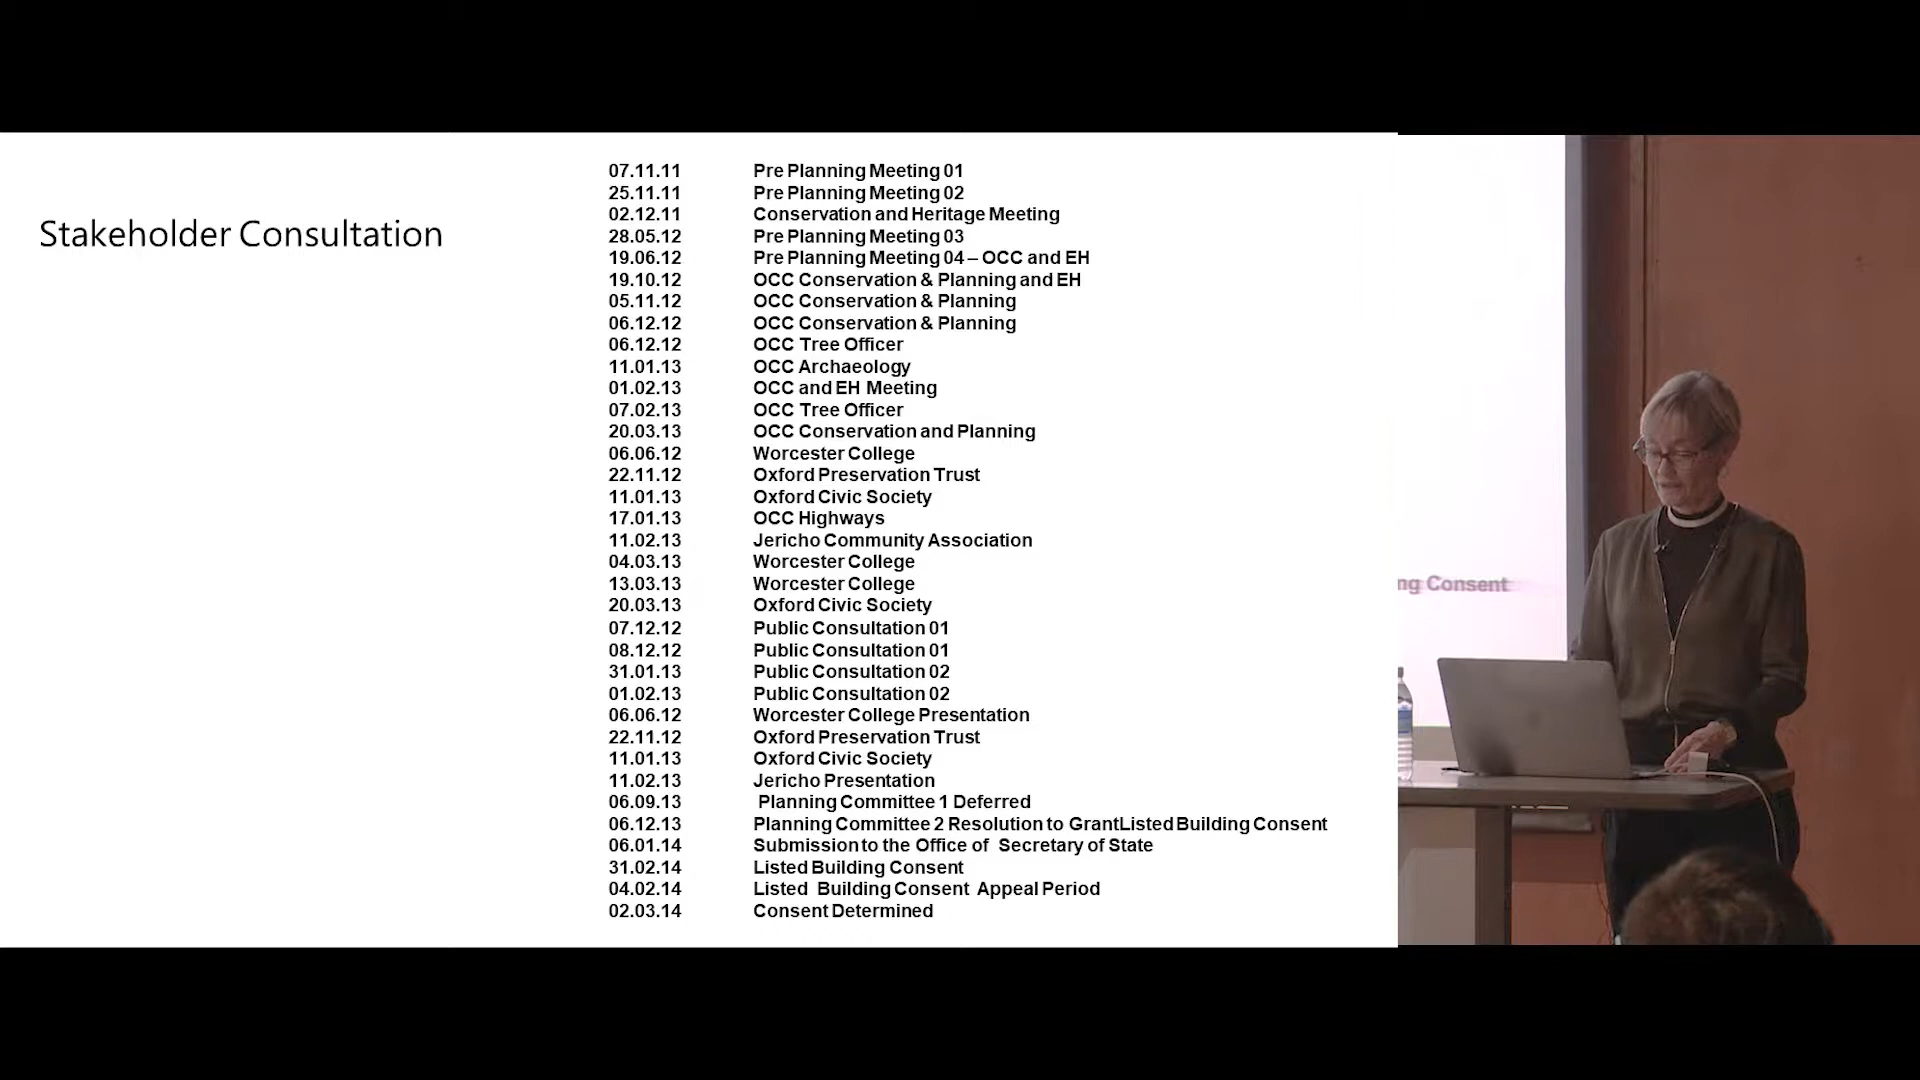 Stakeholder Consultation
07.11.11 Pre Planning Meeting 01
25.11.11 Pre Planning Meeting 02
02.12.11 Conservation and Heritage Meeting
28.05.12 Pre Planning Meeting 03
19.06.12 Pre Planning Meeting 04 – OCC and EH
19.10.12 OCC Conservation & Planning and EH
05.11.12 OCC Conservation & Planning
06.12.12 OCC Conservation & Planning
06.12.12 OCC Tree Officer
11.01.13 OCC Archaeology
01.02.13 OCC and EH Meeting
07.02.13 OCC Tree Officer
20.03.13 OCC Conservation and Planning
06.06.12 Worcester College
22.11.12 Oxford Preservation Trust
11.01.13 Oxford Civic Society
17.01.13 OCC Highways
11.02.13 Jericho Community Association
04.03.13 Worcester College
13.03.13 Worcester College
20.03.13 Oxford Civic Society
07.12.12 Public Consultation 01
08.12.12 Public Consultation 01
31.01.13 Public Consultation 02
01.02.13 Public Consultation 02
06.06.12 Worcester College Presentation
22.11.12 Oxford Preservation Trust
11.01.13 Oxford Civic Society
11.02.13 Jericho Presentation
06.09.13 Planning Committee 1 Deferred
06.12.13 Planning Committee 2 Resolution to Grant Listed Building Consent
06.01.14 Submission to the Office of Secretary of State
31.02.14 Listed Building Consent
04.02.14 Listed Building Consent Appeal Period
02.03.14 Consent Determined
ng Consent